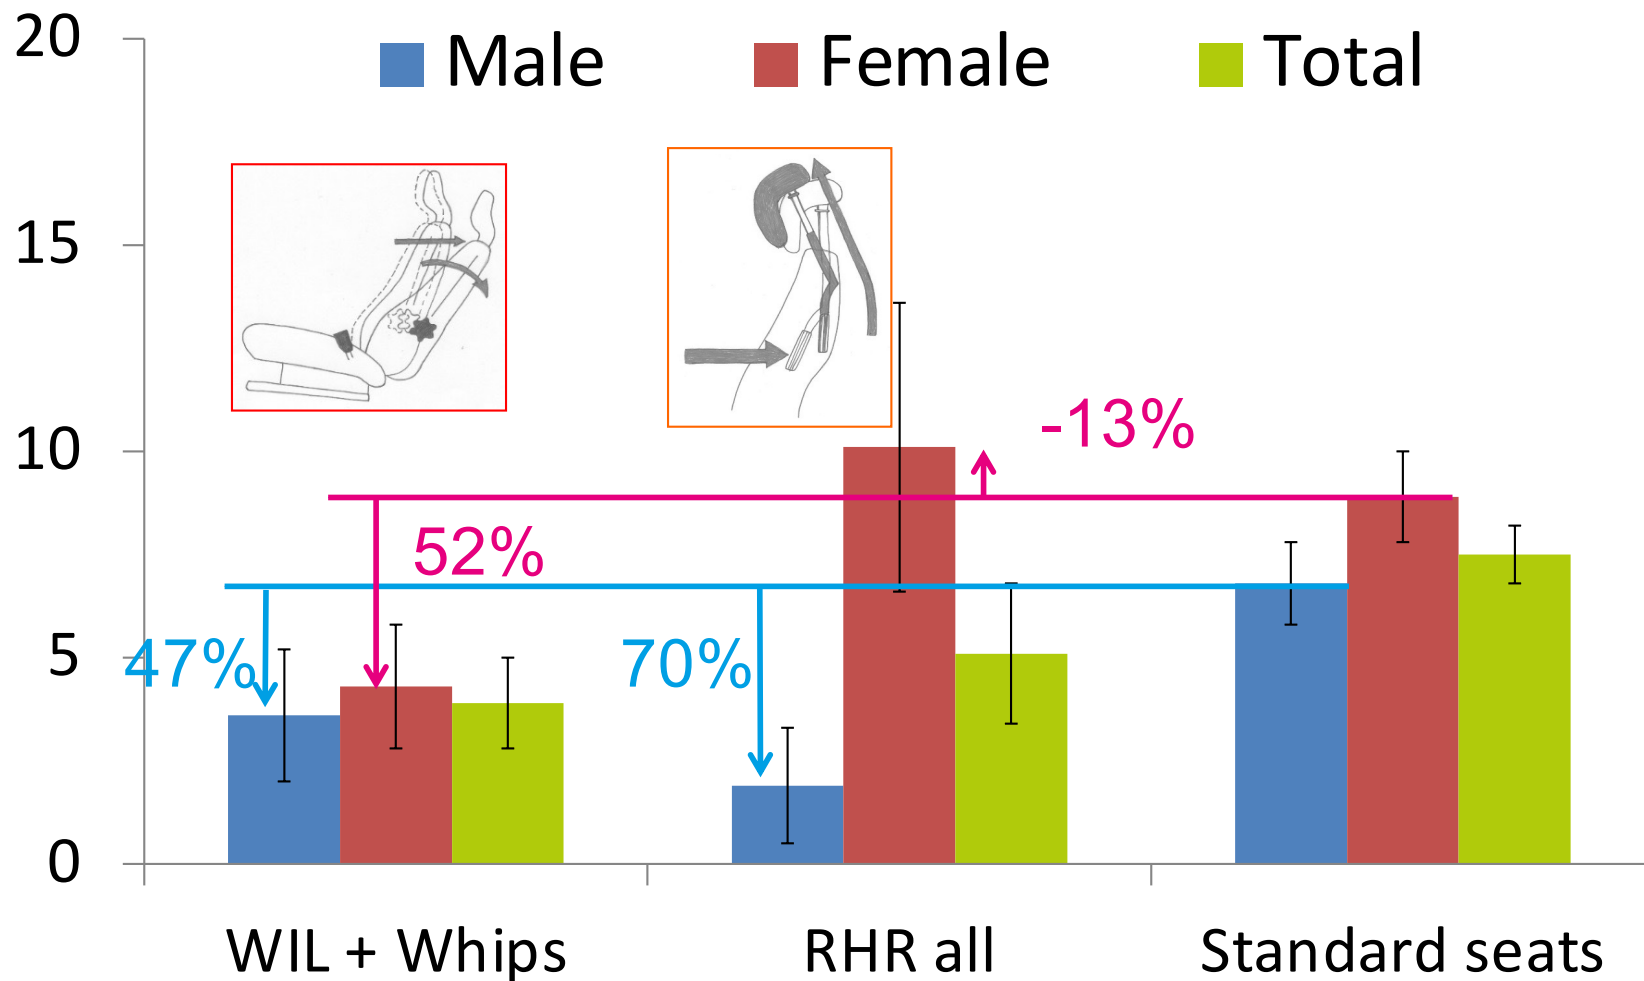 20
Male
Female
Total
15
10
-13%
52%
5
47%
70%
0
WIL + Whips
RHR all
Standard seats